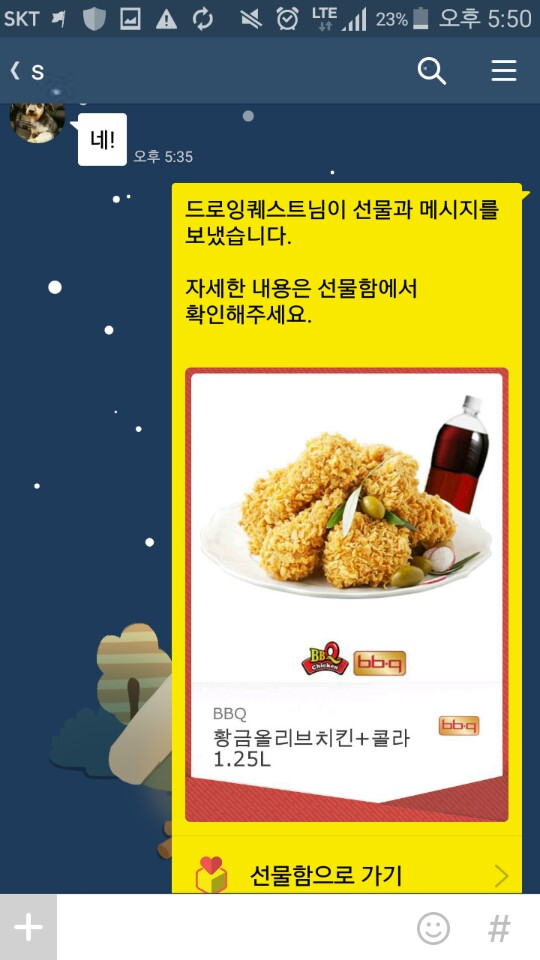 SKT LTE 23% 오후 5:50
s
네!
오후 5:35
드로잉퀘스트님이 선물과 메시지를
보냈습니다.
자세한 내용은 선물함에서
확인해주세요.
BBQ Chicken bb.q
BBQ
bb.q
황금올리브치킨+콜라
1.25L
선물함으로 가기
#